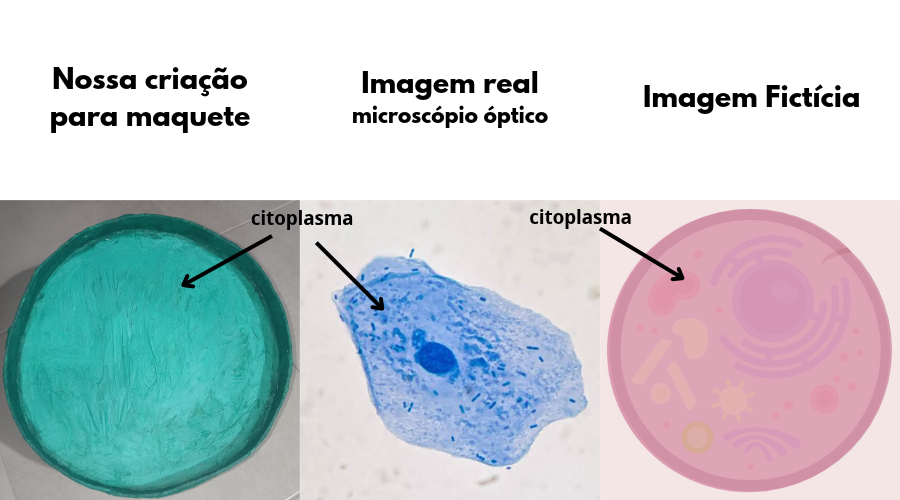 Nossa criação
para maquete
Imagem real
microscópio óptico
Imagem Fictícia
citoplasma
citoplasma